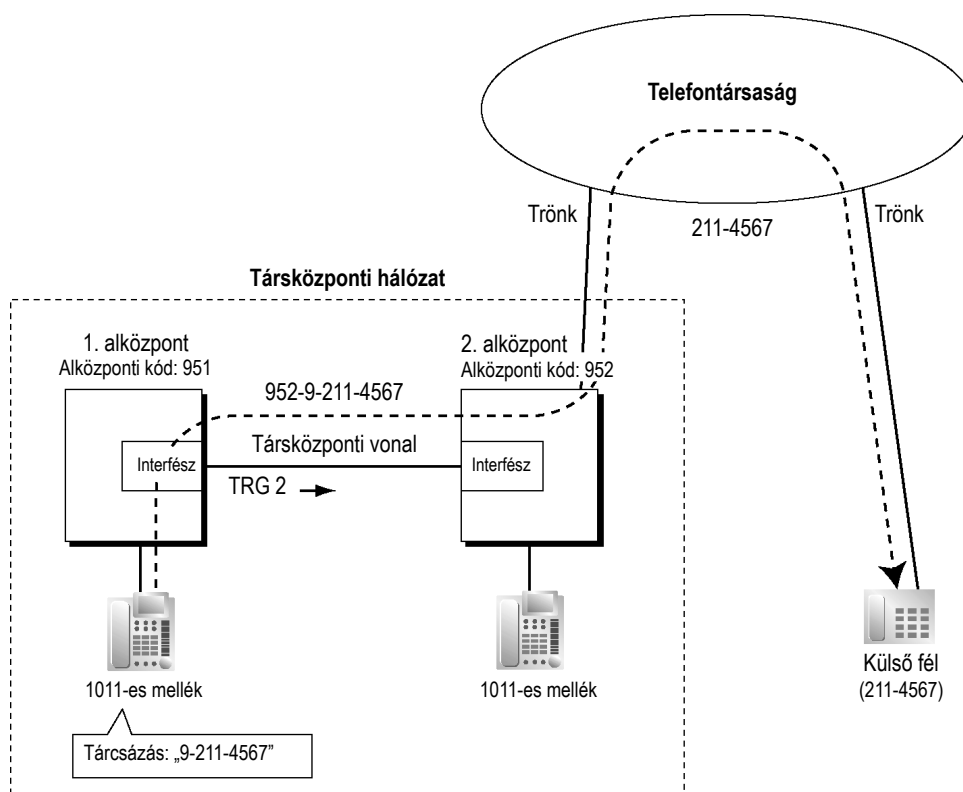 Telefontársaság
Trönk
211-4567
Trönk
Társközponti hálózat
1. alközpont
Alközponti kód: 951
2. alközpont
Alközponti kód: 952
952-9-211-4567
Interfész
Társközponti vonal
Interfész
TRG 2
1011-es mellék
1011-es mellék
Külső fél
(211-4567)
Tárcsázás: „9-211-4567”